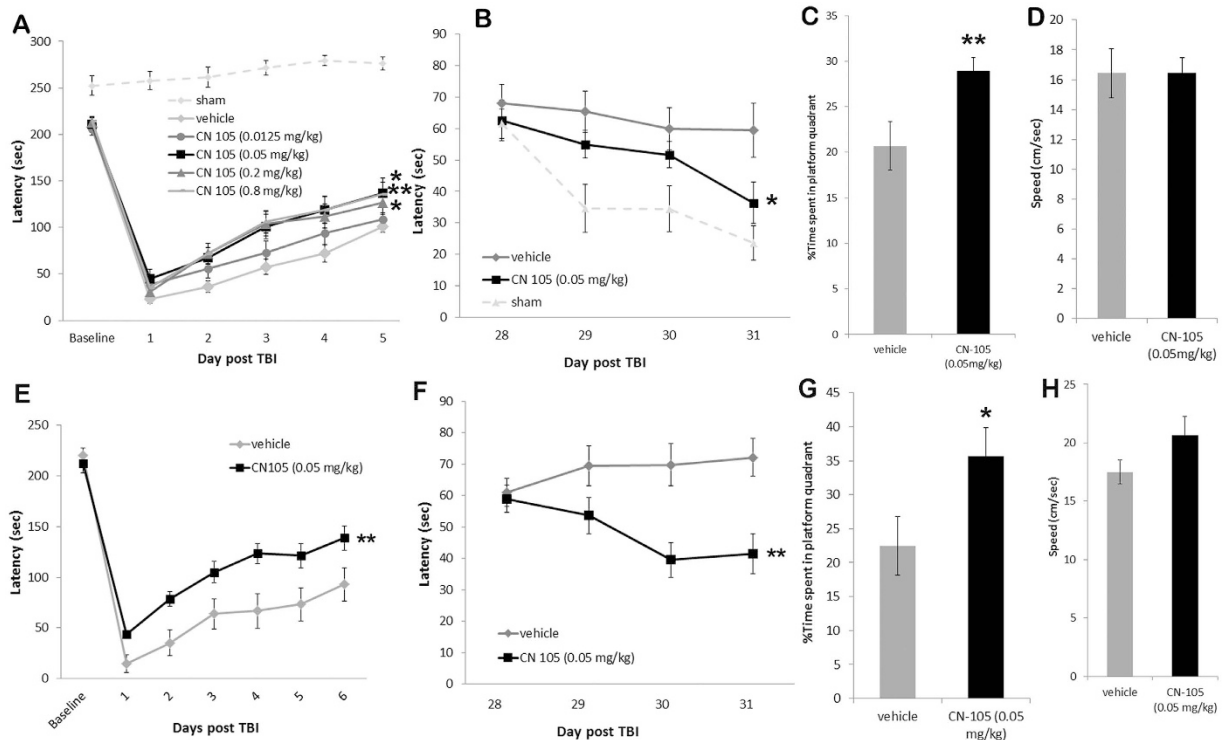 A
Latency (sec)
300
250
200
150
100
50
0
sham
vehicle
CN 105 (0.0125 mg/kg)
CN 105 (0.05 mg/kg)
CN 105 (0.2 mg/kg)
CN 105 (0.8 mg/kg)
*
**
*
Baseline 1 2 3 4 5
Day post TBI
B
Latency (sec)
90
80
70
60
50
40
30
20
10
0
*
vehicle
CN 105 (0.05 mg/kg)
sham
28 29 30 31
Day post TBI
C
%Time spent in platform quadrant
35
30
25
20
15
10
5
0
**
vehicle CN-105
(0.05mg/kg)
D
Speed (cm/sec)
20
18
16
14
12
10
8
6
4
2
0
vehicle CN-105
(0.05mg/kg)
E
Latency (sec)
250
200
150
100
50
0
vehicle
CN105 (0.05 mg/kg)
**
Baseline 1 2 3 4 5 6
Days post TBI
F
Latency (sec)
90
80
70
60
50
40
30
20
10
0
**
vehicle
CN 105 (0.05 mg/kg)
28 29 30 31
Day post TBI
G
%Time spent in platform quadrant
45
40
35
30
25
20
15
10
5
0
*
vehicle CN-105 (0.05
mg/kg)
H
Speed (cm/sec)
25
20
15
10
5
0
vehicle CN-105
(0.05 mg/kg)